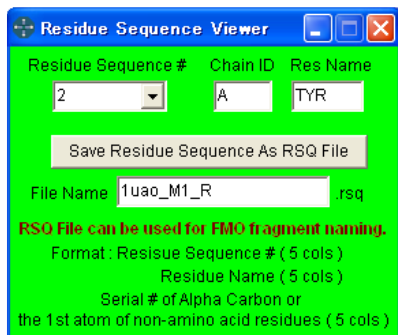 Residue Sequence Viewer
Residue Sequence # Chain ID Res Name
2 A TYR
Save Residue Sequence As RSQ File
File Name 1uao_M1_R .rsq
RSQ File can be used for FMO fragment naming.
Format : Resisue Sequence # ( 5 cols )
Residue Name ( 5 cols )
Serial # of Alpha Carbon or
the 1st atom of non-amino acid residues ( 5 cols )